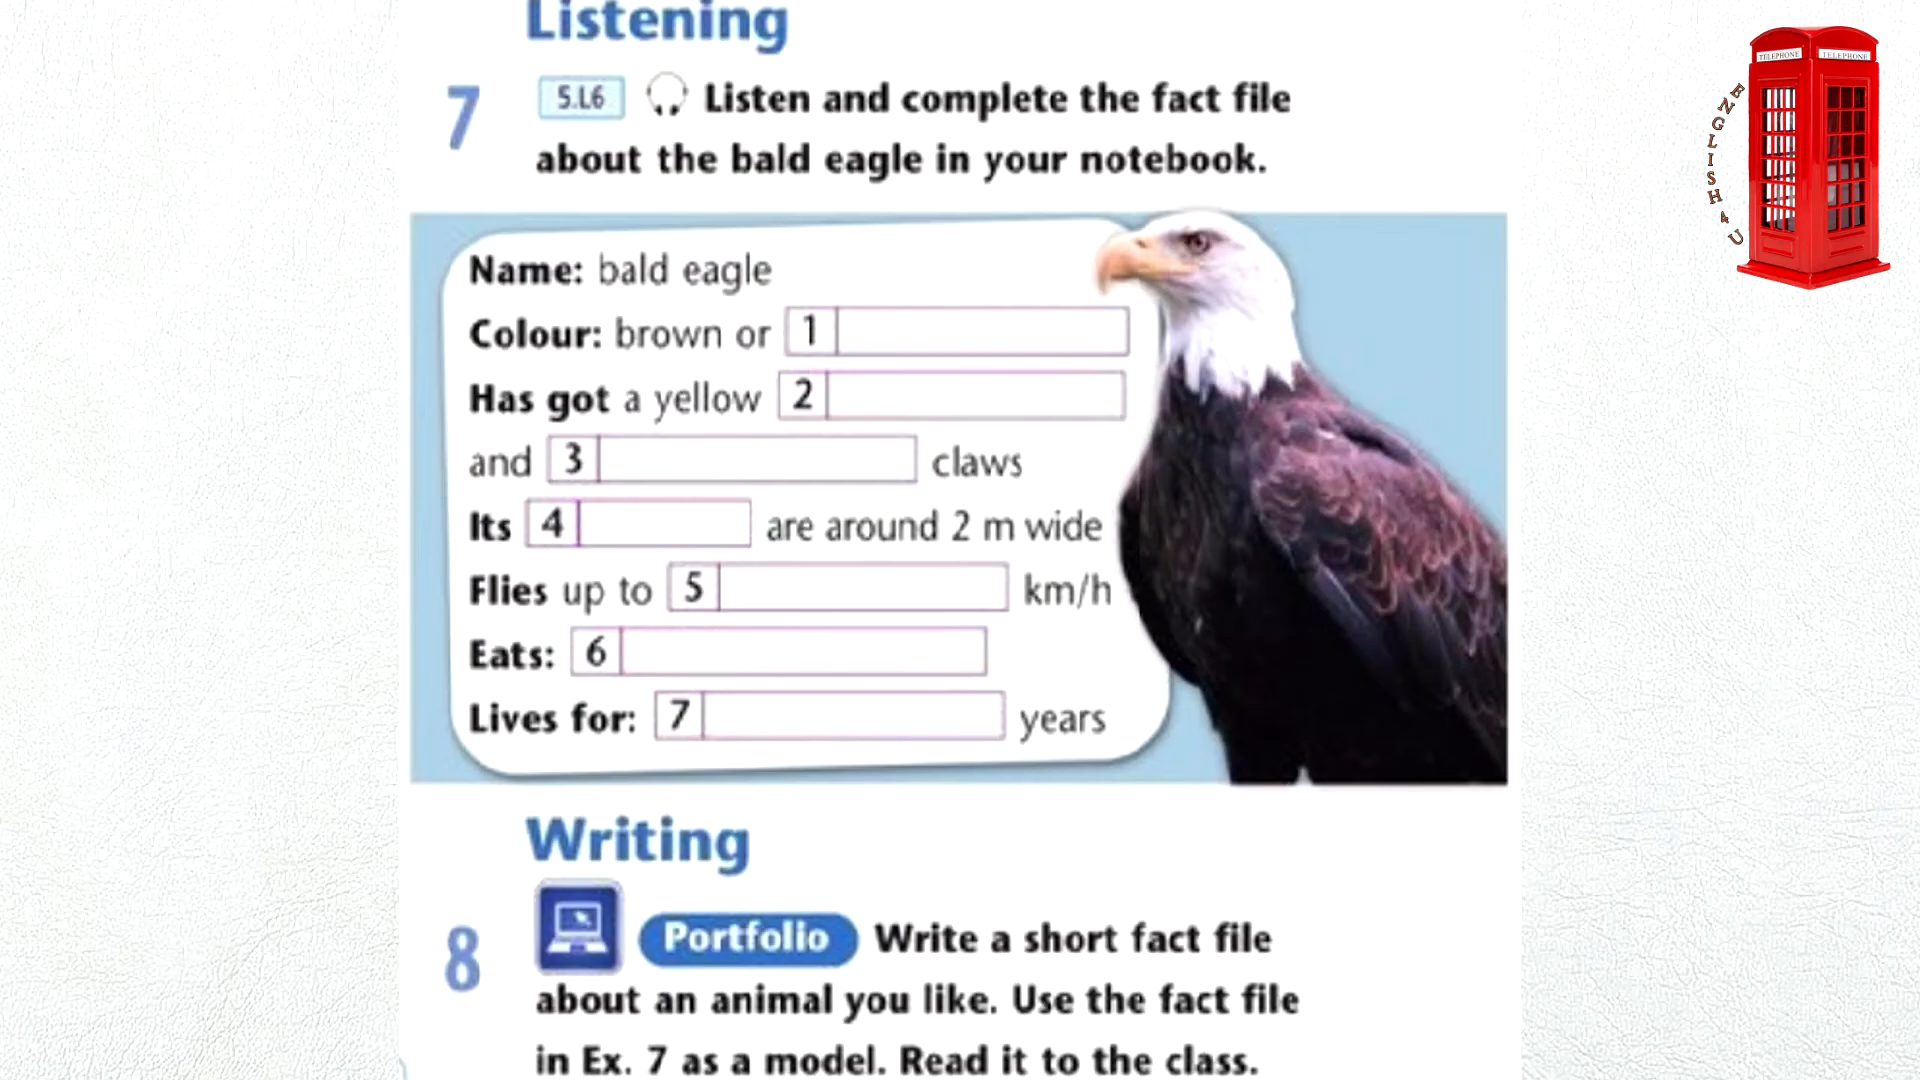 Listening
7 5.L6 Listen and complete the fact file
about the bald eagle in your notebook.
Name: bald eagle
Colour: brown or 1
Has got a yellow 2
and 3 claws
Its 4 are around 2 m wide
Flies up to 5 km/h
Eats: 6
Lives for: 7 years
Writing
8 Portfolio Write a short fact file
about an animal you like. Use the fact file
in Ex. 7 as a model. Read it to the class.
TELEPHONE TELEPHONE
ENGLISH 4 U